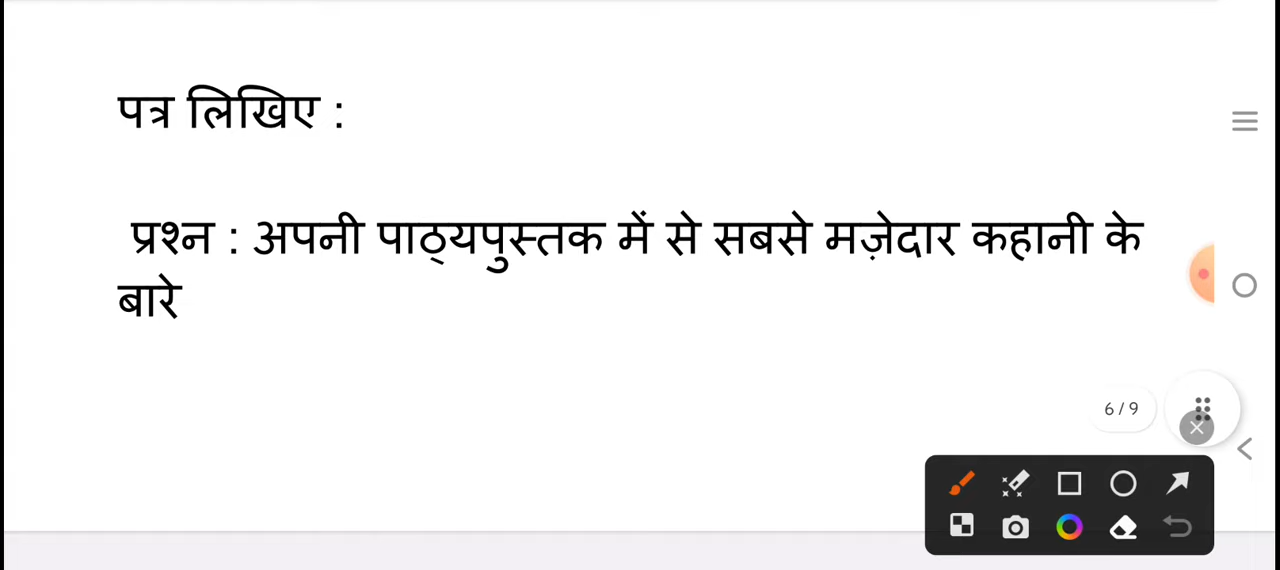 पत्र लिखिए :
प्रश्न : अपनी पाठ्यपुस्तक में से सबसे मज़ेदार कहानी के
बारे
6 / 9